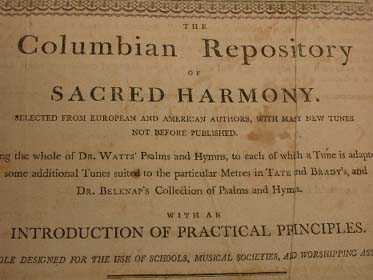 THE
Columbian Repository
OF
SACRED HARMONY.
SELECTED FROM EUROPEAN AND AMERICAN AUTHORS, WITH MANY NEW TUNES
NOT BEFORE PUBLISHED.
the whole of DR. WATTS' Psalms and Hymns, to each of which a Tune is
some additional Tunes suited to the particular Metres in TATE and BRADY'S, and
DR. BELKNAP'S Collection of Psalms and Hymns.
WITH AN
INTRODUCTION OF PRACTICAL PRINCIPLES.
DESIGNED FOR THE USE OF SCHOOLS, MUSICAL SOCIETIES, AND WORSHIPPING